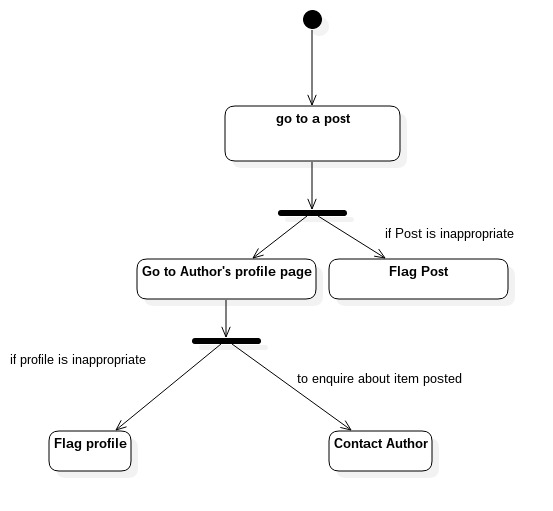 go to a post
if Post is inappropriate
Go to Author's profile page
Flag Post
if profile is inappropriate
to enquire about item posted
Flag profile
Contact Author